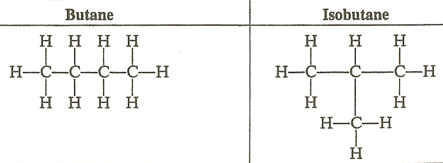 Butane Isobutane
H H H H H H H
H—C—C—C—C—H H—C—C—C—H
H H H H H H
H—C—H
H